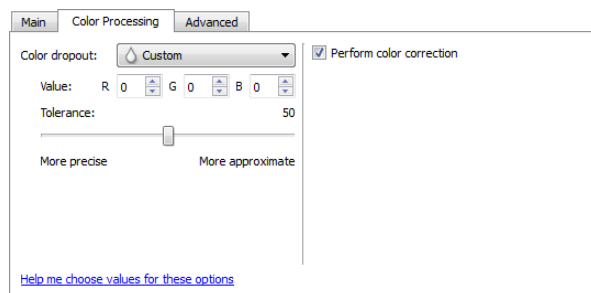 Main Color Processing Advanced
Color dropout: Custom Perform color correction
Value: R 0 G 0 B 0
Tolerance: 50
More precise More approximate
Help me choose values for these options